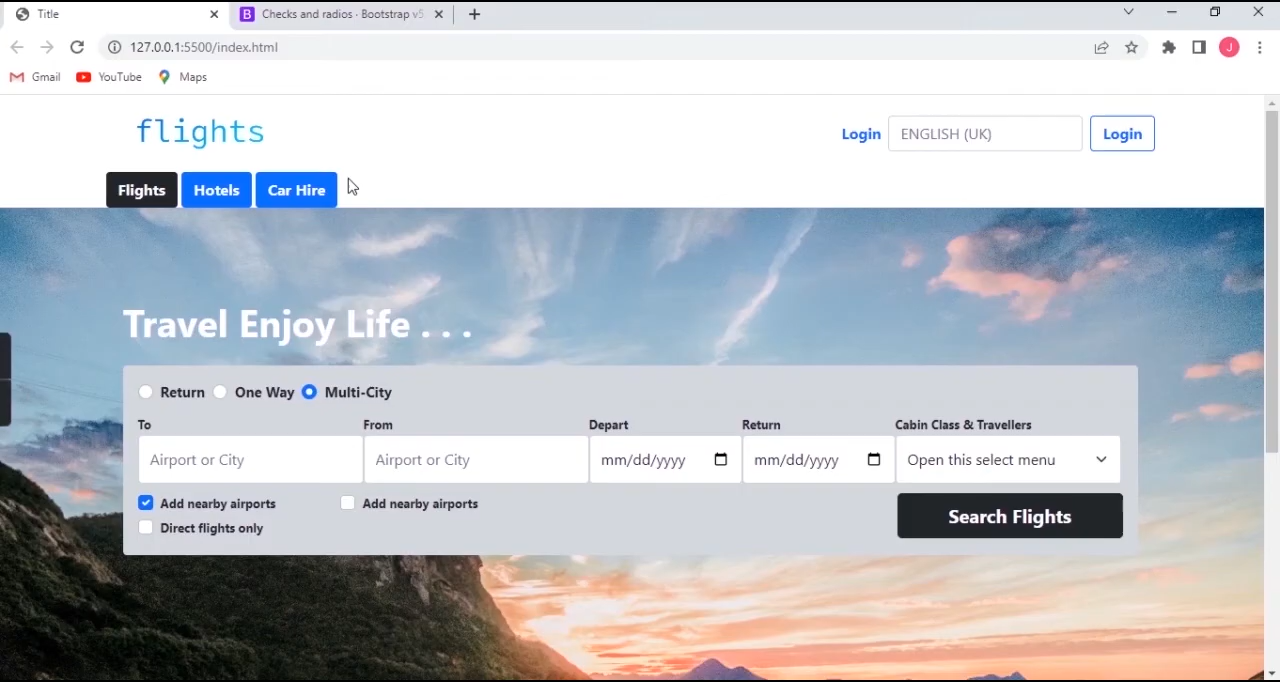 Title
B Checks and radios · Bootstrap v5
127.0.0.1:5500/index.html
J
Gmail YouTube Maps
flights
Login ENGLISH (UK) Login
Flights Hotels Car Hire
Travel Enjoy Life . . .
Return One Way Multi-City
To From Depart Return Cabin Class & Travellers
Airport or City Airport or City mm/dd/yyyy mm/dd/yyyy Open this select menu
Add nearby airports Add nearby airports
Direct flights only
Search Flights